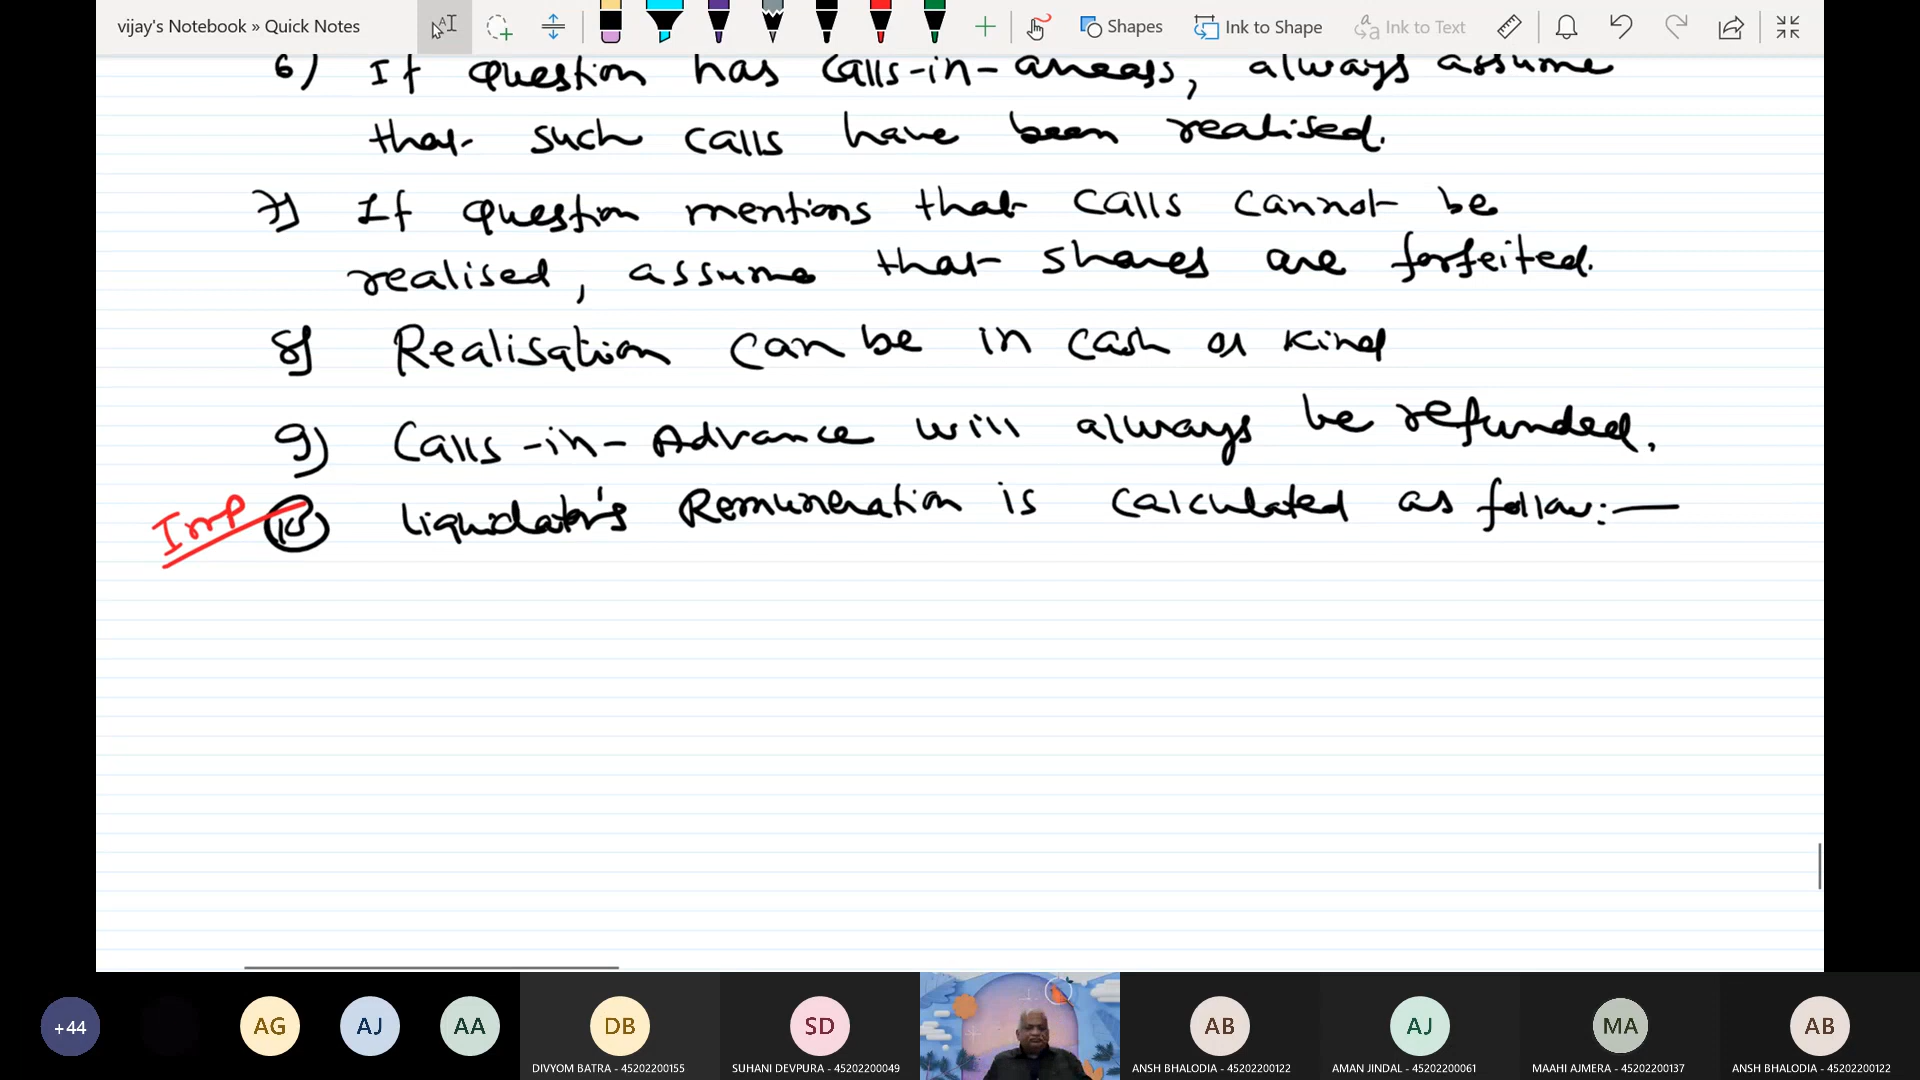 vijay's Notebook » Quick Notes
Shapes
Ink to Shape
Ink to Text
6) If question has calls-in-arrears, always assume
that such calls have been realised.
7) If question mentions that calls cannot be
realised, assume that shares are forfeited.
8) Realisation can be in cash or kind
9) Calls-in-Advance will always be refunded.
Imp 10 liquidator's Remuneration is calculated as follow:—
+44
AG
AJ
AA
DB
SD
AB
AJ
MA
AB
DIVYOM BATRA - 45202200155
SUHANI DEVPURA - 45202200049
ANSH BHALODIA - 45202200122
AMAN JINDAL - 45202200061
MAAHI AJMERA - 45202200137
ANSH BHALODIA - 45202200122